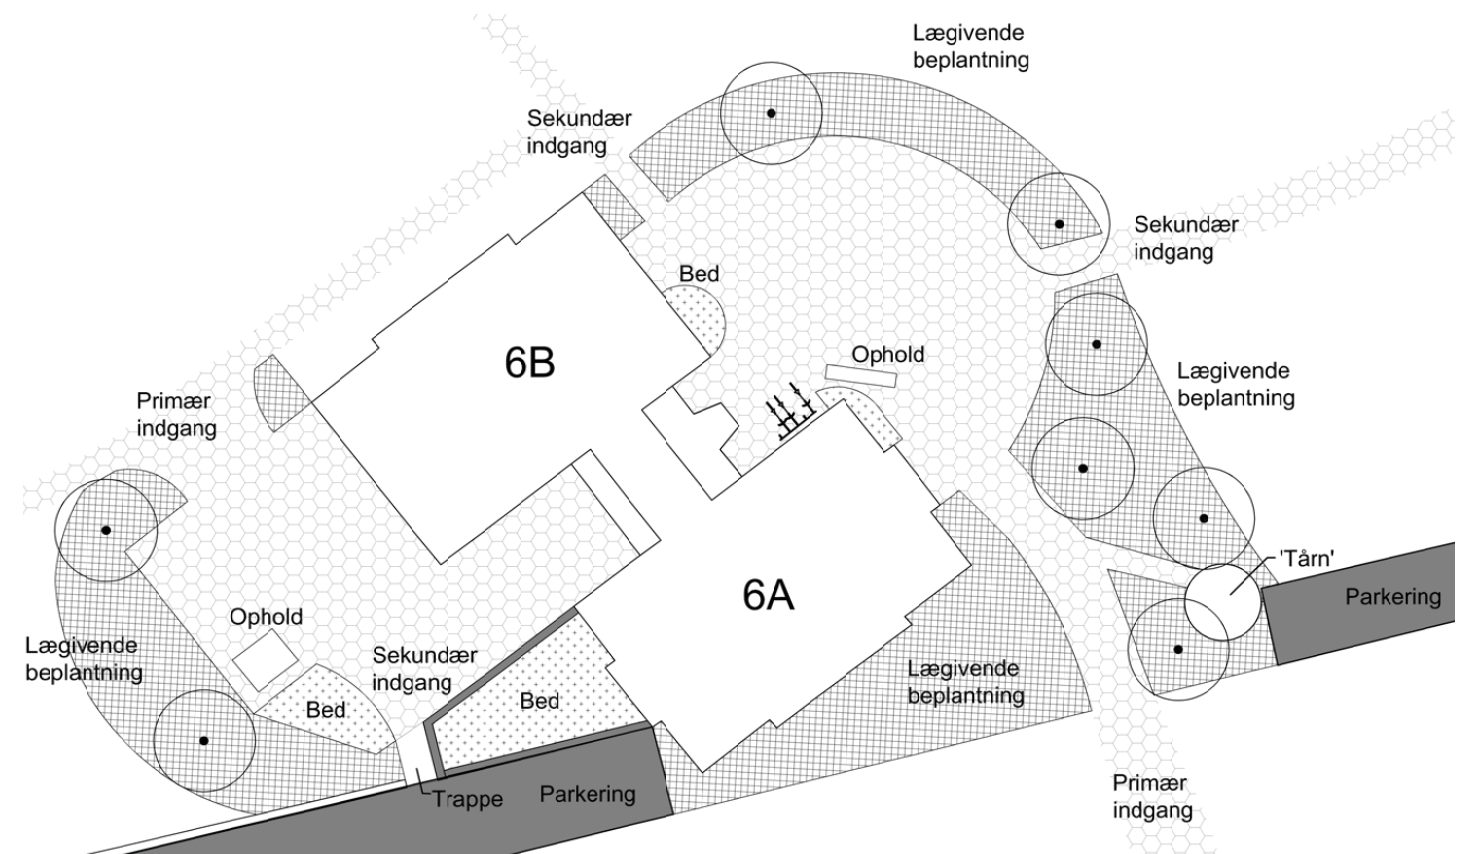 Lægivende
beplantning
Sekundær
indgang
Sekundær
indgang
Bed
Ophold
6B
Lægivende
beplantning
Primær
indgang
'Tårn'
Parkering
6A
Ophold
Lægivende
beplantning
Sekundær
indgang
Lægivende
beplantning
Bed
Bed
Trappe
Parkering
Primær
indgang